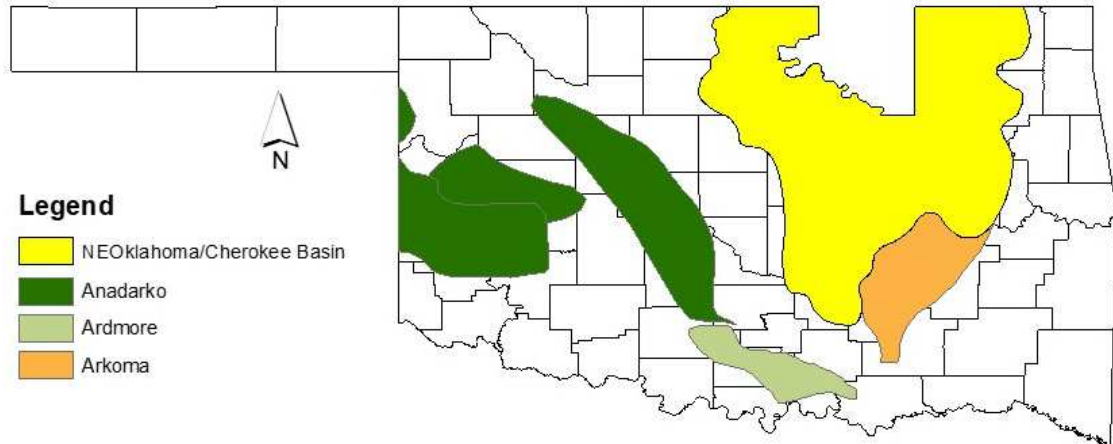 N
Legend
NEOklahoma/Cherokee Basin
Anadarko
Ardmore
Arkoma